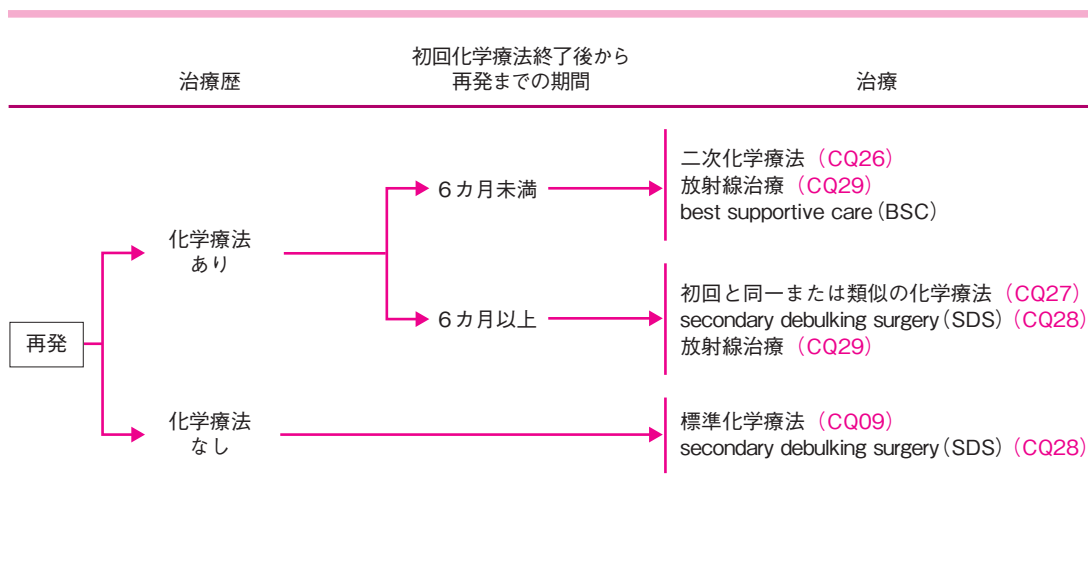 治療歴
初回化学療法終了後から
再発までの期間
治療
再発
化学療法
あり
6カ月未満
二次化学療法（CQ26）
放射線治療（CQ29）
best supportive care（BSC）
6カ月以上
初回と同一または類似の化学療法（CQ27）
secondary debulking surgery（SDS）（CQ28）
放射線治療（CQ29）
化学療法
なし
標準化学療法（CQ09）
secondary debulking surgery（SDS）（CQ28）